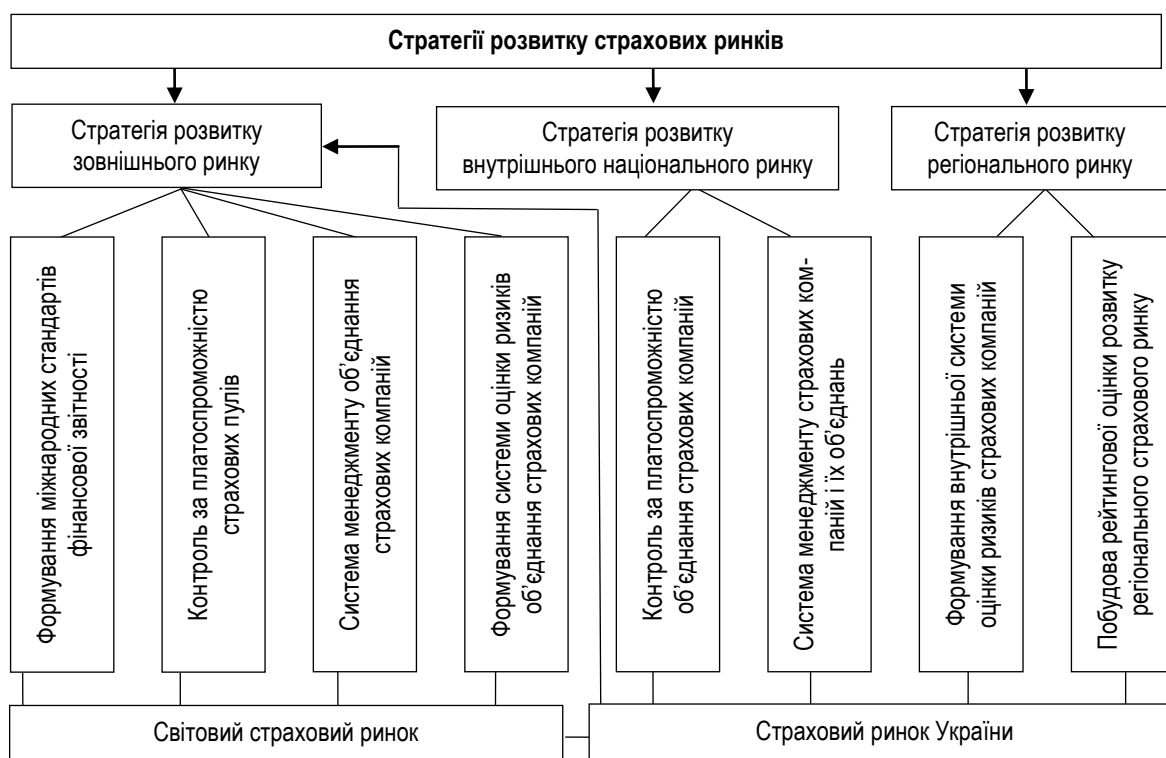 Стратегії розвитку страхових ринків
Стратегія розвитку
зовнішнього ринку
Стратегія розвитку
внутрішнього національного ринку
Стратегія розвитку
регіонального ринку
Формування міжнародних стандартів
фінансової звітності
Контроль за платоспроможністю
страхових пулів
Система менеджменту об’єднання
страхових компаній
Формування системи оцінки ризиків
об’єднання страхових компаній
Контроль за платоспроможністю
об’єднання страхових компаній
Система менеджменту страхових ком-
паній і їх об’єднань
Формування внутрішньої системи
оцінки ризиків страхових компаній
Побудова рейтингової оцінки розвитку
регіонального страхового ринку
Світовий страховий ринок
Страховий ринок України